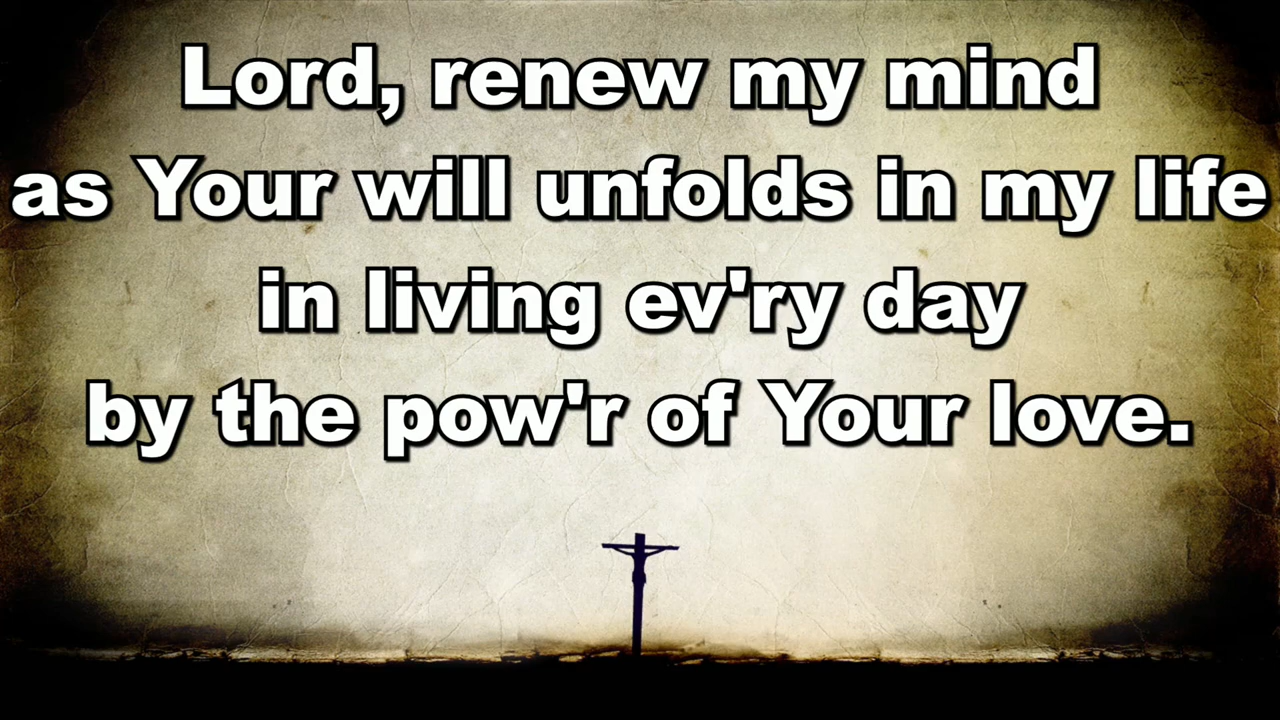 Lord, renew my mind
as Your will unfolds in my life
in living ev'ry day
by the pow'r of Your love.